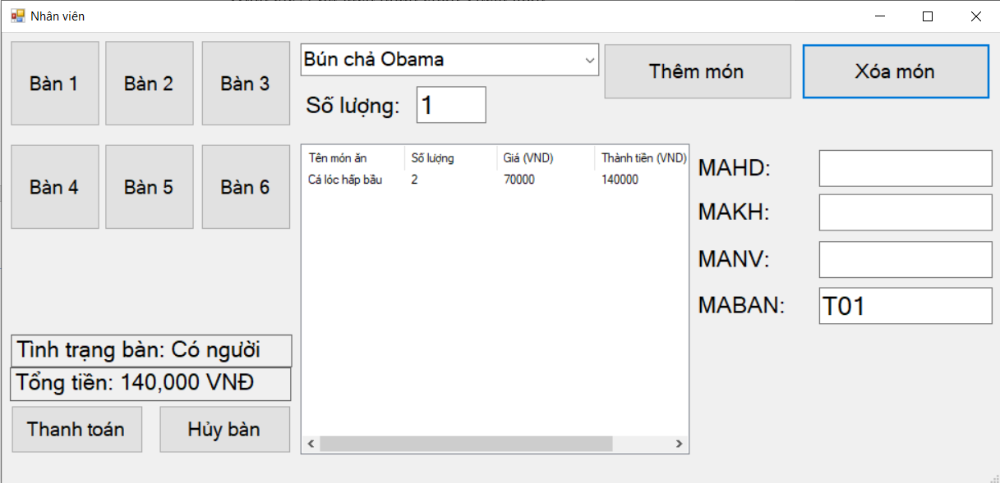 Nhân viên
Bàn 1 Bàn 2 Bàn 3
Bún chả Obama
Thêm món Xóa món
Số lượng: 1
Bàn 4 Bàn 5 Bàn 6
Tên món ăn Số lượng Giá (VND) Thành tiền (VND)
Cá lóc hấp bầu 2 70000 140000
MAHD:
MAKH:
MANV:
MABAN: T01
Tình trạng bàn: Có người
Tổng tiền: 140,000 VNĐ
Thanh toán Hủy bàn